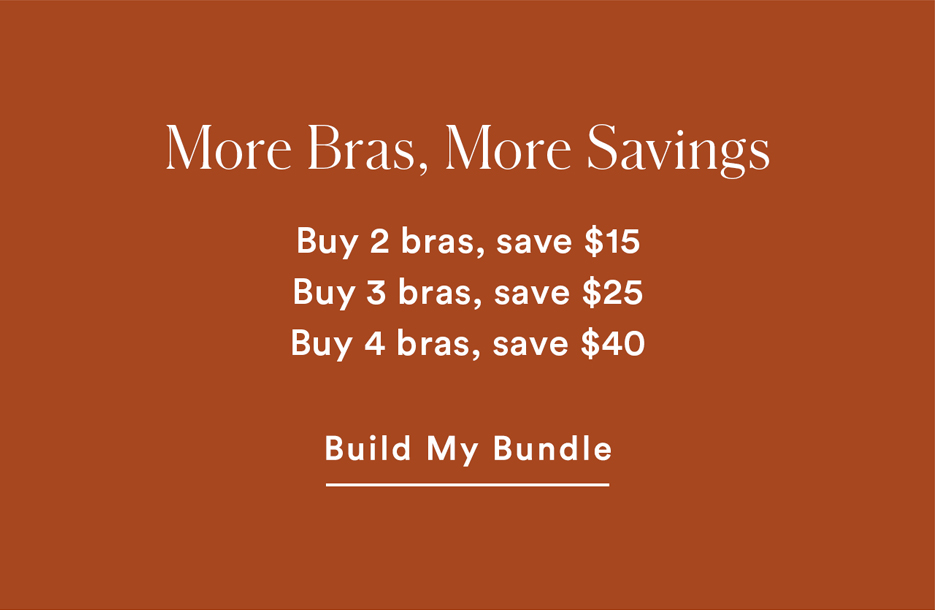 More Bras, More Savings
Buy 2 bras, save $15
Buy 3 bras, save $25
Buy 4 bras, save $40
Build My Bundle